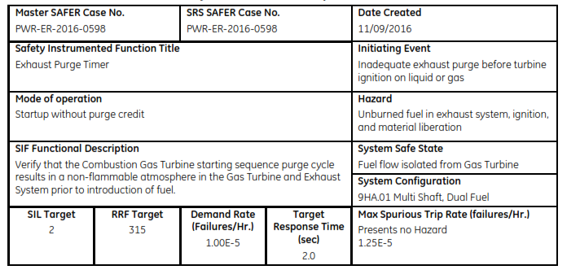 Master SAFER Case No.
PWR-ER-2016-0598
SRS SAFER Case No.
PWR-ER-2016-0598
Date Created
11/09/2016
Safety Instrumented Function Title
Exhaust Purge Timer
Initiating Event
Inadequate exhaust purge before turbine
ignition on liquid or gas
Mode of operation
Startup without purge credit
Hazard
Unburned fuel in exhaust system, ignition,
and material liberation
SIF Functional Description
Verify that the Combustion Gas Turbine starting sequence purge cycle
results in a non-flammable atmosphere in the Gas Turbine and Exhaust
System prior to introduction of fuel.
System Safe State
Fuel flow isolated from Gas Turbine
System Configuration
9HA.01 Multi Shaft, Dual Fuel
SIL Target
2
RRF Target
315
Demand Rate
(Failures/Hr.)
1.00E-5
Target
Response Time
(sec)
2.0
Max Spurious Trip Rate (failures/Hr.)
Presents no Hazard
1.25E-5